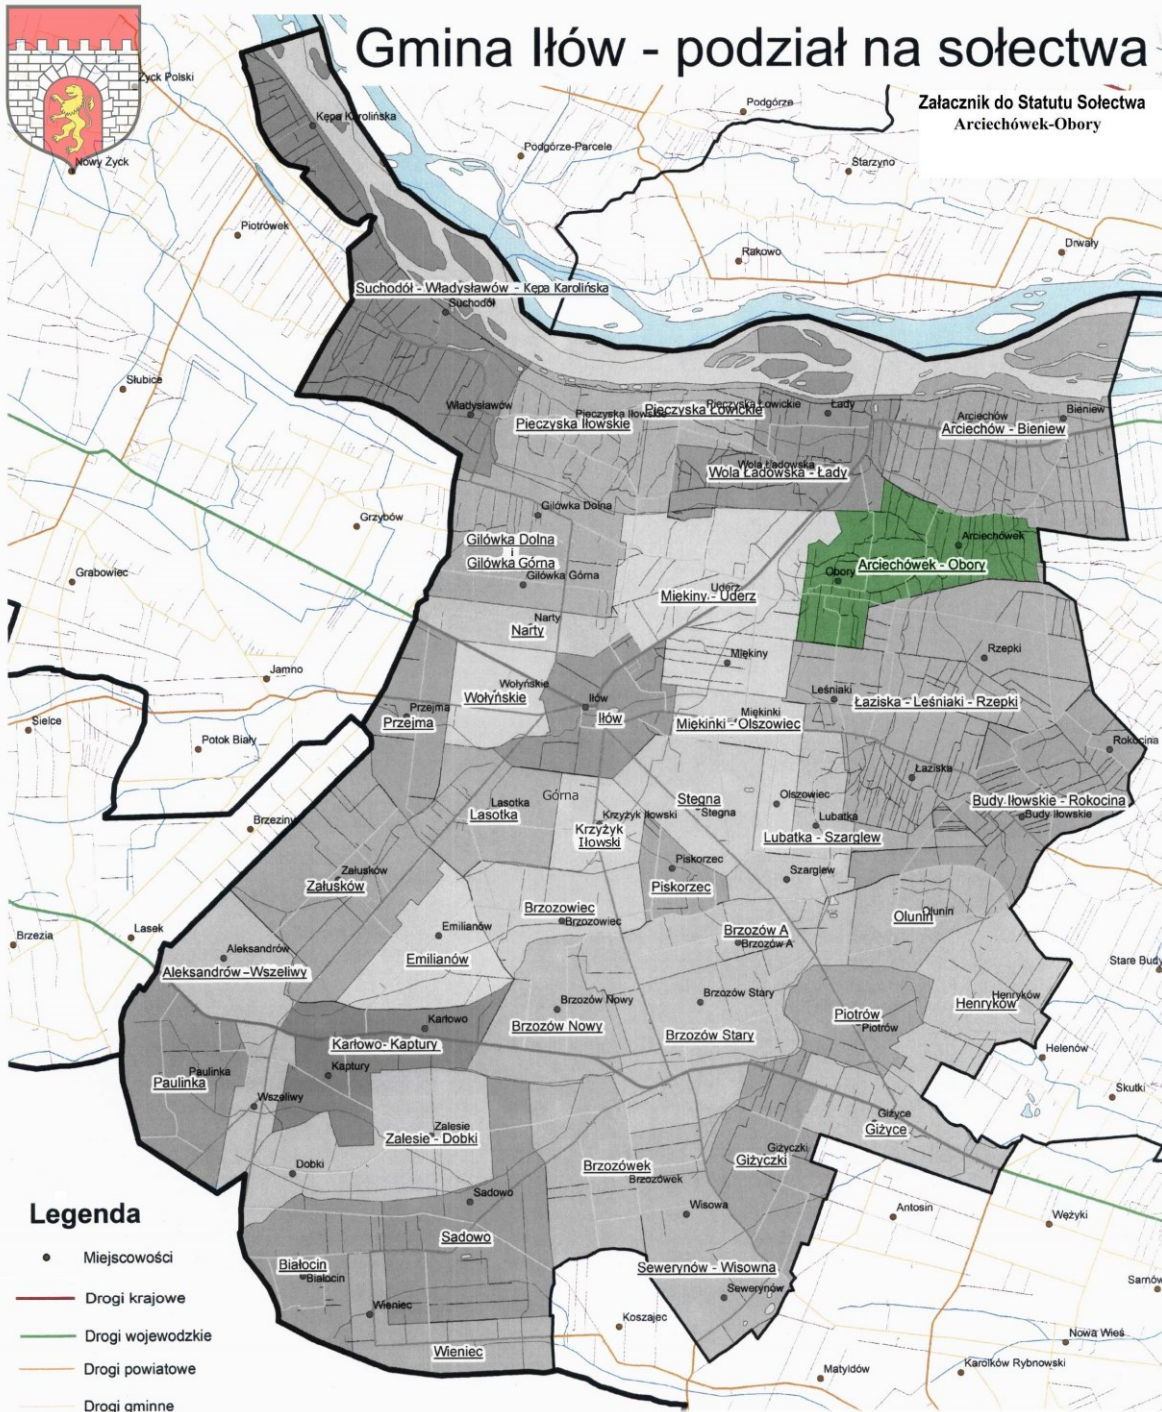 Gmina Iłów - podział na sołectwa
Załacznik do Statutu Sołectwa
Arciechówek-Obory
Życk Polski
Nowy Życk
Kępa Karolińska
Podgórze
Podgórze-Parcele
Starzyno
Piotrówek
Rakowo
Drwały
Suchodół - Władysławów - Kępa Karolińska
Suchodół
Słubice
Władysławów
Pieczyska Iłowskie
Pieczyska Iłowskie
Pieczyska Łowickie
Pieczyska Łowickie
Łady
Arciechów
Bieniew
Arciechów - Bieniew
Wola Ładowska
Wola Ładowska - Łady
Gilówka Dolna
Grzybów
Gilówka Dolna
i
Gilówka Górna
Gilówka Górna
Arciechówek
Arciechówek - Obory
Obory
Grabowiec
Uderz
Miękiny - Uderz
Narty
Narty
Miękiny
Rzepki
Jamno
Wołyńskie
Wołyńskie
Leśniaki
Łaziska - Leśniaki - Rzepki
Iłów
Iłów
Przejma
Przejma
Miękinki
Miękinki - Olszowiec
Sielce
Potok Biały
Rokocina
Łaziska
Górna
Lasotka
Lasotka
Stegna
Stegna
Olszowiec
Budy Iłowskie - Rokocina
Budy Iłowskie
Brzeziny
Krzyżyk Iłowski
Krzyżyk
Iłowski
Lubatka
Lubatka - Szarglew
Piskorzec
Piskorzec
Szarglew
Załusków
Załusków
Brzozowiec
Brzozowiec
Olunin
Olunin
Emilianów
Emilianów
Brzozów A
Brzozów A
Brzezia
Lasek
Aleksandrów
Aleksandrów - Wszeliwy
Stare Budy
Brzozów Nowy
Brzozów Nowy
Brzozów Stary
Brzozów Stary
Henryków
Henryków
Piotrów
Piotrów
Karłowo
Karłowo- Kaptury
Helenów
Kaptury
Paulinka
Paulinka
Wszeliwy
Skutki
Giżyce
Giżyce
Zalesie
Zalesie - Dobki
Dobki
Brzozówek
Brzozówek
Giżyczki
Giżyczki
Sadowo
Sadowo
Wisowa
Antosin
Wężyki
Białocin
Białocin
Sewerynów - Wisowna
Sewerynów
Sarnów
Wieniec
Wieniec
Koszajec
Nowa Wieś
Matyldów
Karolków Rybnowski
Legenda
Miejscowości
Drogi krajowe
Drogi wojewodzkie
Drogi powiatowe
Drogi gminne